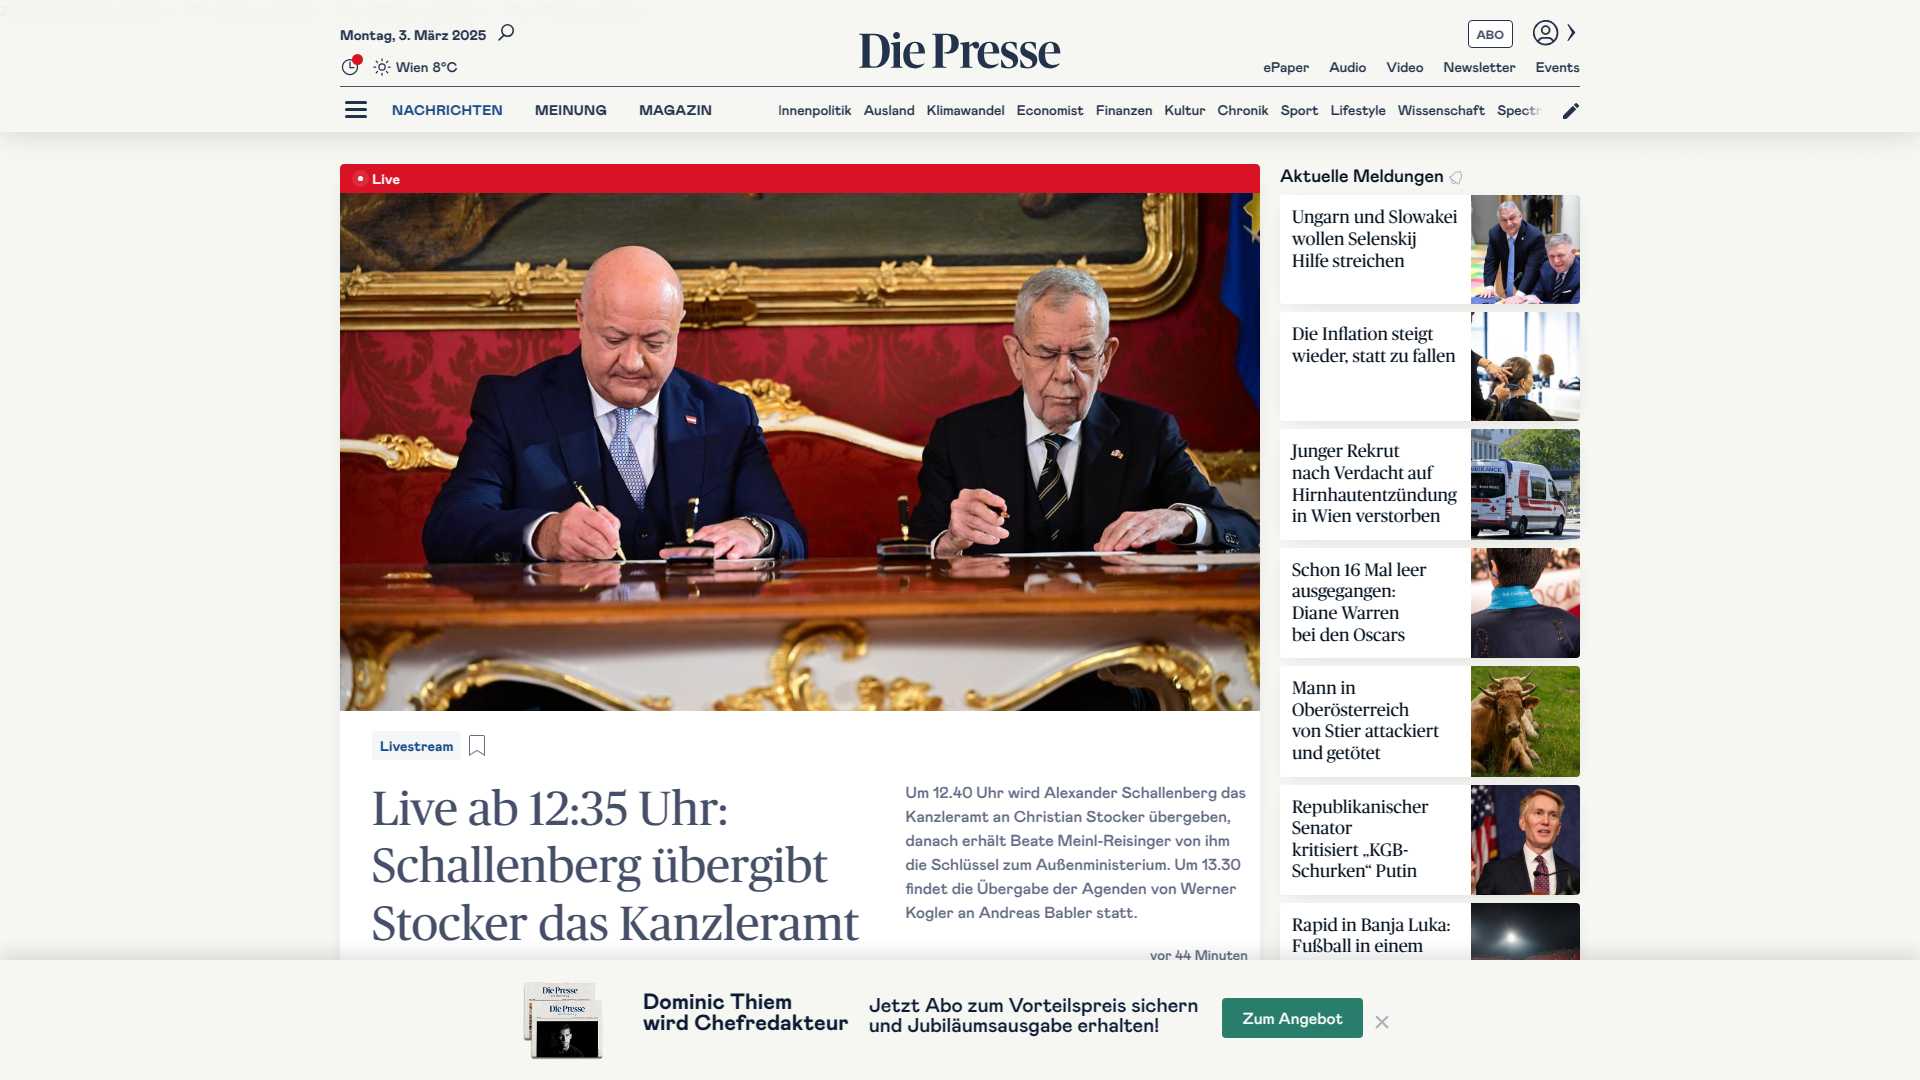 Montag, 3. März 2025
Wien 8°C
Die Presse
ABO
ePaper Audio Video Newsletter Events
NACHRICHTEN MEINUNG MAGAZIN
Innenpolitik Ausland Klimawandel Economist Finanzen Kultur Chronik Sport Lifestyle Wissenschaft
Live
Livestream
Live ab 12:35 Uhr:
Schallenberg übergibt
Stocker das Kanzleramt
Um 12.40 Uhr wird Alexander Schallenberg das
Kanzleramt an Christian Stocker übergeben,
danach erhält Beate Meinl-Reisinger von ihm
die Schlüssel zum Außenministerium. Um 13.30
findet die Übergabe der Agenden von Werner
Kogler an Andreas Babler statt.
vor 44 Minuten
Aktuelle Meldungen
Ungarn und Slowakei
wollen Selenskij
Hilfe streichen
Die Inflation steigt
wieder, statt zu fallen
Junger Rekrut
nach Verdacht auf
Hirnhautentzündung
in Wien verstorben
Schon 16 Mal leer
ausgegangen:
Diane Warren
bei den Oscars
Mann in
Oberösterreich
von Stier attackiert
und getötet
Republikanischer
Senator
kritisiert „KGB-
Schurken“ Putin
Rapid in Banja Luka:
Fußball in einem
Die Presse
Die Presse
Dominic Thiem
wird Chefredakteur
Jetzt Abo zum Vorteilspreis sichern
und Jubiläumsausgabe erhalten!
Zum Angebot